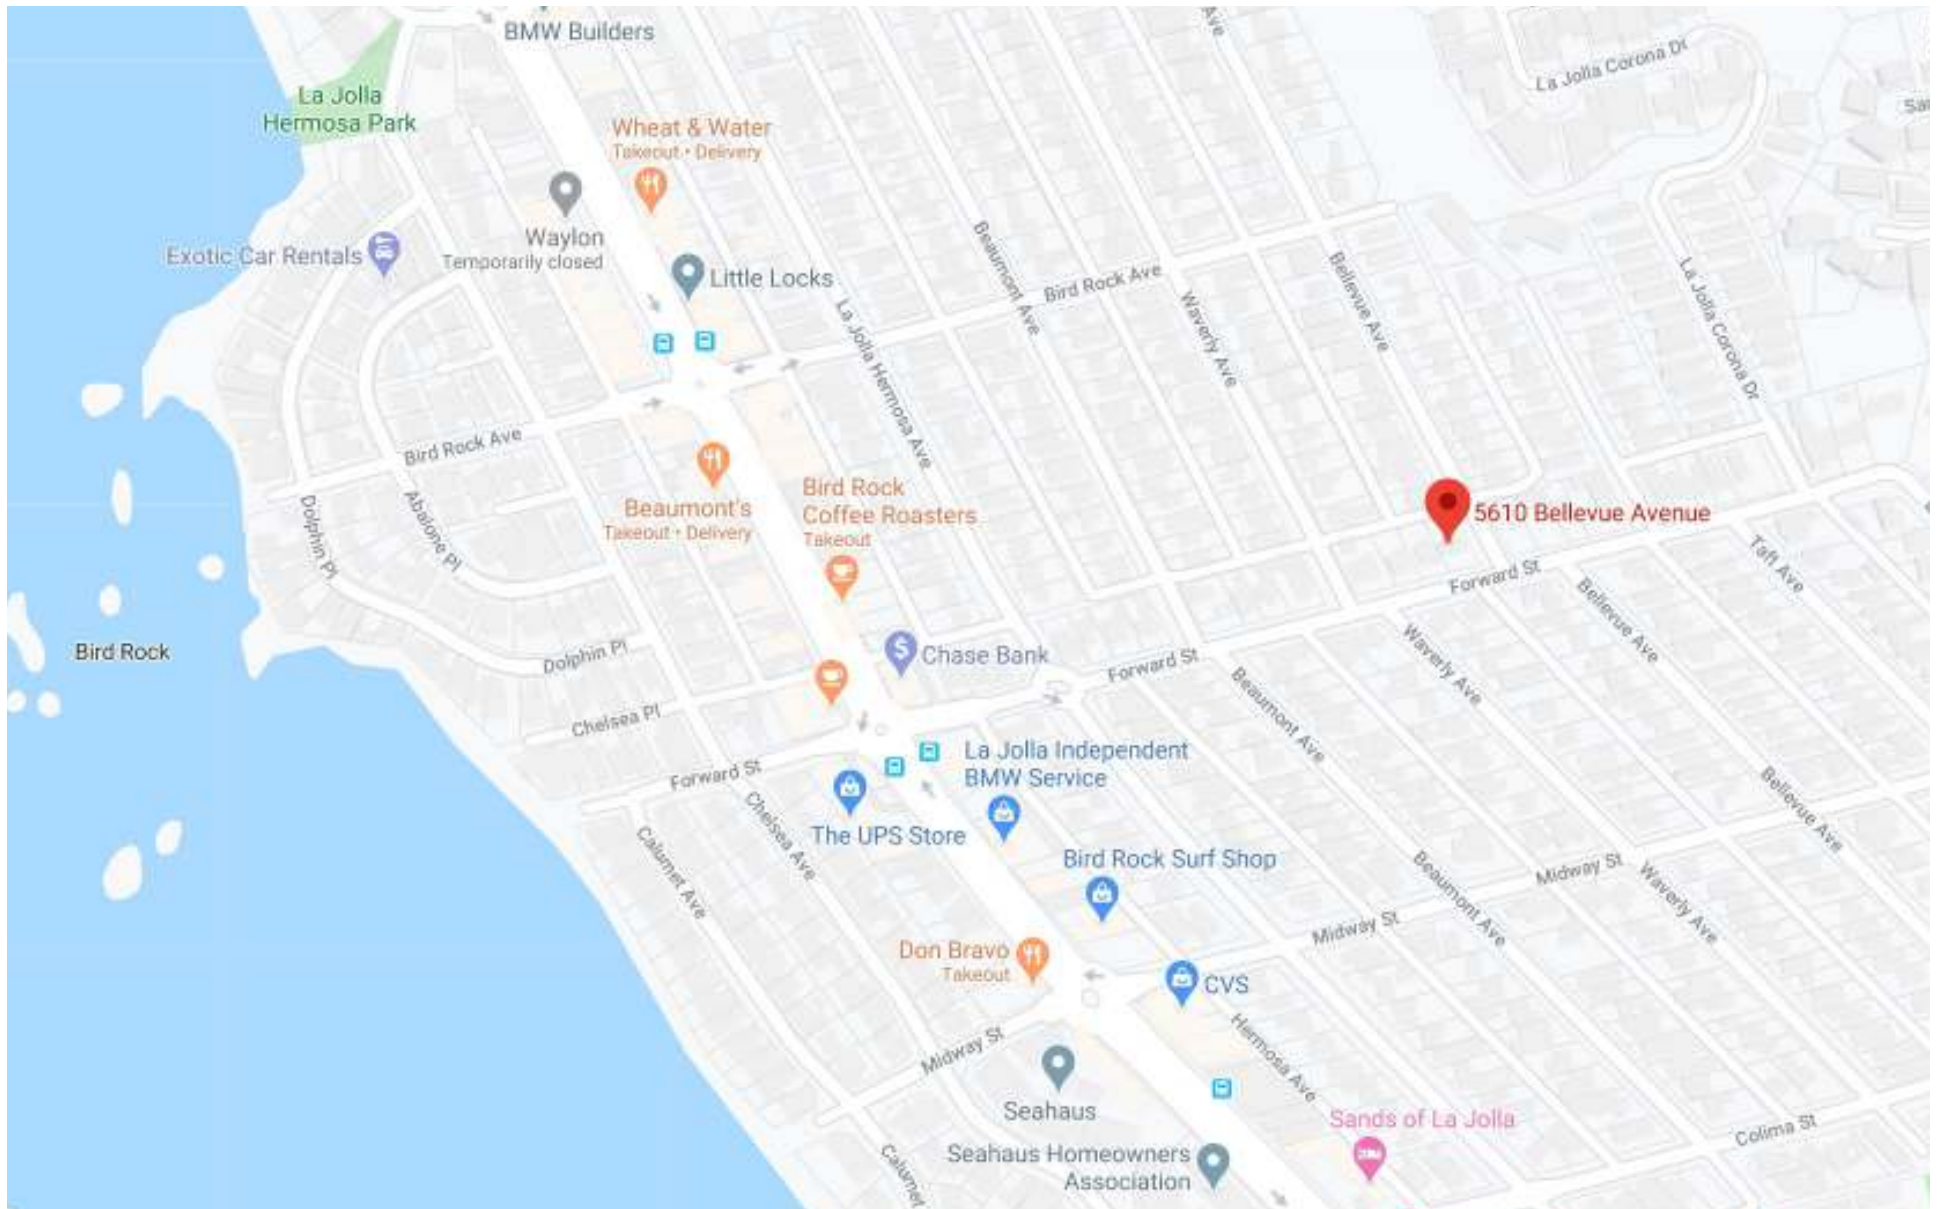 BMW Builders
Ave
La Jolla Corona Dr
La Jolla
Hermosa Park
Wheat & Water
Takeout • Delivery
Waylon
Temporarily closed
Exotic Car Rentals
Little Locks
Beaumont Ave
Bird Rock Ave
Bellevue Ave
La Jolla Corona Dr
Waverly Ave
La Jolla Hermosa Ave
Bird Rock Ave
Beaumont's
Takeout • Delivery
Bird Rock
Coffee Roasters
Takeout
5610 Bellevue Avenue
Dolphin Pl
Abalone Pl
Forward St
Taft Ave
Bellevue Ave
Waverly Ave
Bird Rock
Dolphin Pl
Chase Bank
Forward St
Beaumont Ave
Chelsea Pl
Forward St
La Jolla Independent
BMW Service
Chelsea Ave
The UPS Store
Calumet Ave
Bird Rock Surf Shop
Bellevue Ave
Midway St
Beaumont Ave
Waverly Ave
Midway St
Don Bravo
Takeout
CVS
Hermosa Ave
Midway St
Seahaus
Sands of La Jolla
Colima St
Seahaus Homeowners
Association
Calumet